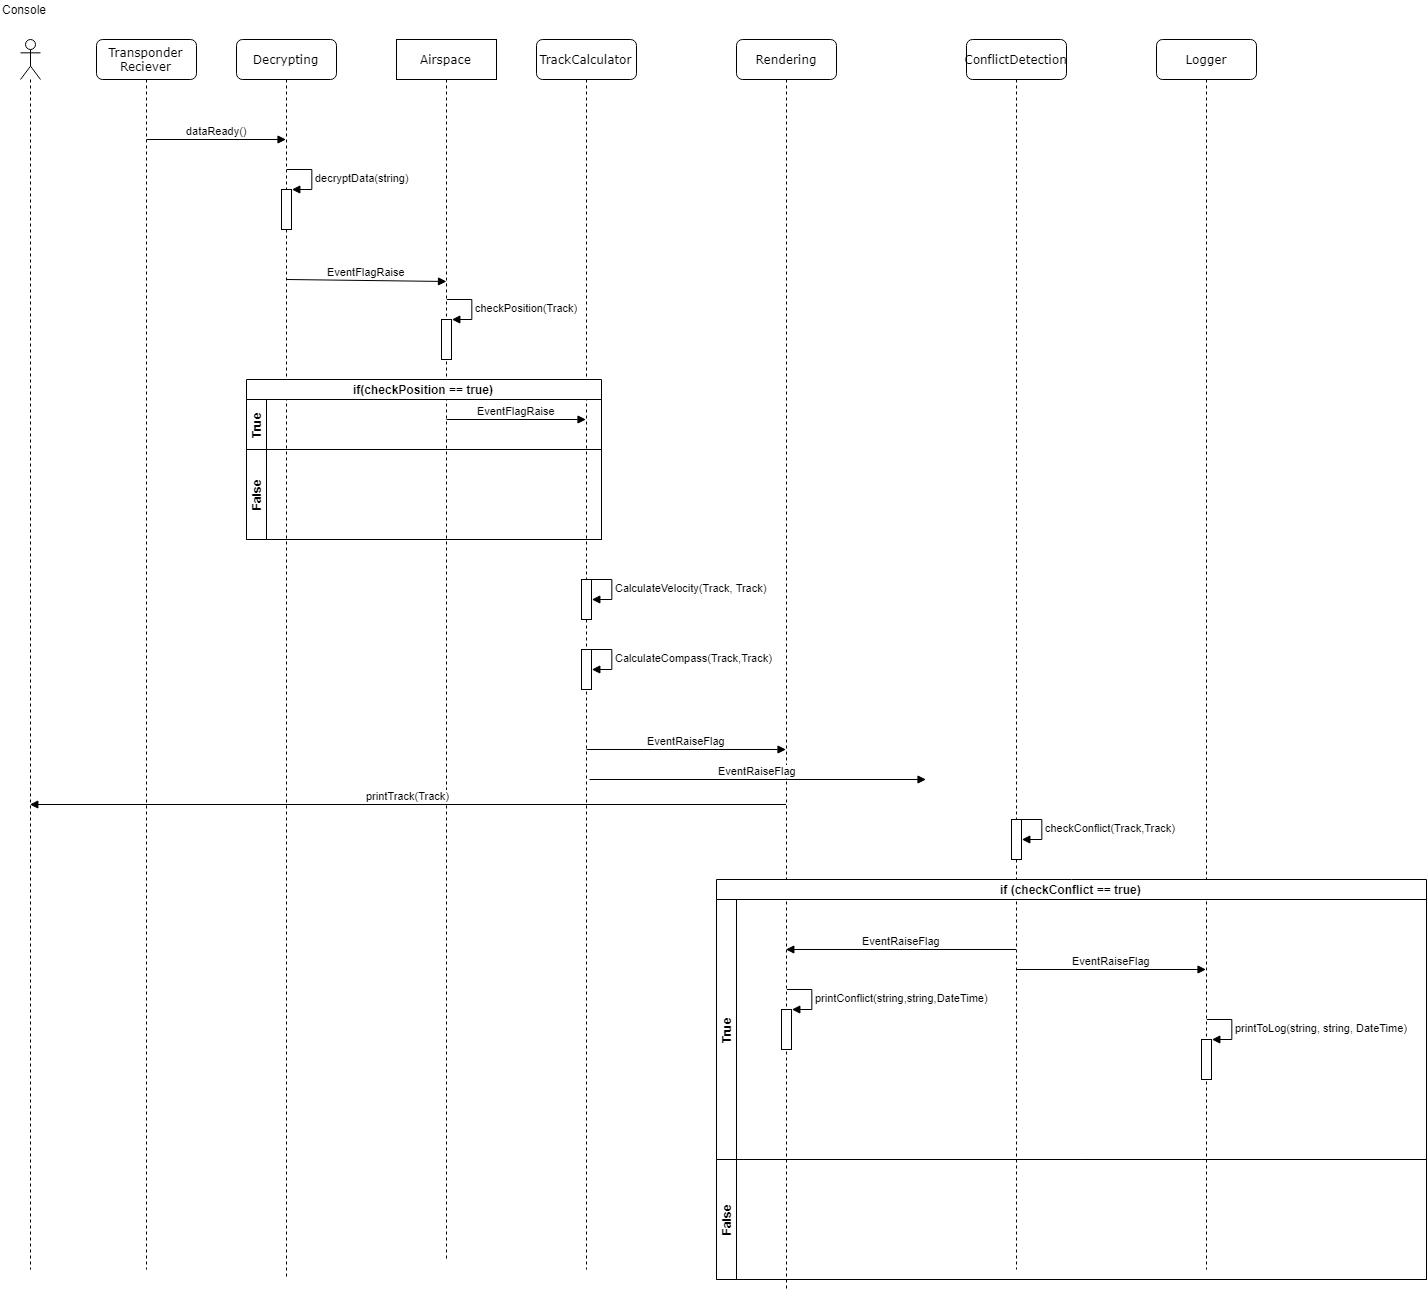 Console
Transponder
Reciever
Decrypting
Airspace
TrackCalculator
Rendering
ConflictDetection
Logger
dataReady()
decryptData(string)
EventFlagRaise
checkPosition(Track)
if(checkPosition == true)
True
EventFlagRaise
False
CalculateVelocity(Track, Track)
CalculateCompass(Track,Track)
EventRaiseFlag
EventRaiseFlag
printTrack(Track)
checkConflict(Track,Track)
if (checkConflict == true)
EventRaiseFlag
EventRaiseFlag
printConflict(string,string,DateTime)
True
printToLog(string, string, DateTime)
False